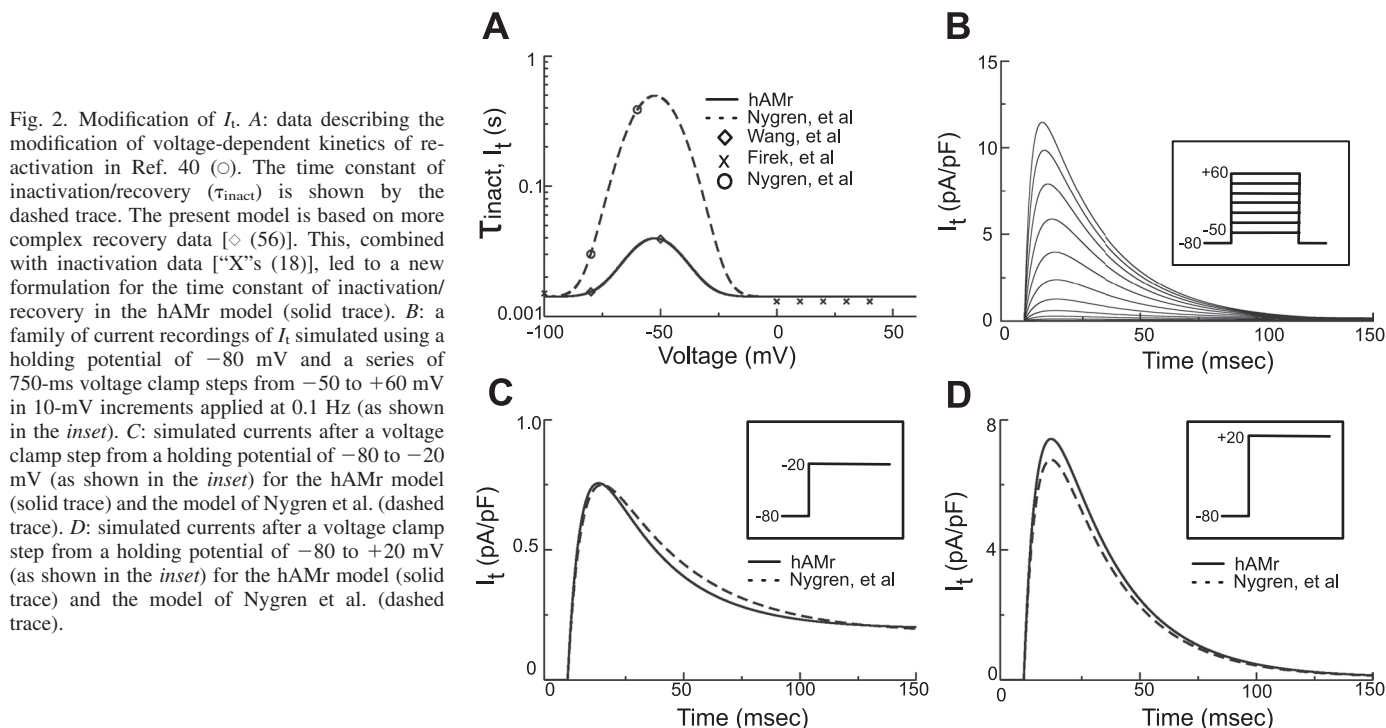 Fig. 2. Modification of It. A: data describing the
modification of voltage-dependent kinetics of re-
activation in Ref. 40 (○). The time constant of
inactivation/recovery (τinact) is shown by the
dashed trace. The present model is based on more
complex recovery data [◇ (56)]. This, combined
with inactivation data [“X”s (18)], led to a new
formulation for the time constant of inactivation/
recovery in the hAMr model (solid trace). B: a
family of current recordings of It simulated using a
holding potential of −80 mV and a series of
750-ms voltage clamp steps from −50 to +60 mV
in 10-mV increments applied at 0.1 Hz (as shown
in the inset). C: simulated currents after a voltage
clamp step from a holding potential of −80 to −20
mV (as shown in the inset) for the hAMr model
(solid trace) and the model of Nygren et al. (dashed
trace). D: simulated currents after a voltage clamp
step from a holding potential of −80 to +20 mV
(as shown in the inset) for the hAMr model (solid
trace) and the model of Nygren et al. (dashed
trace).
A
τinact, It (s)
1
0.1
0.001
-100
-50
0
50
Voltage (mV)
hAMr
Nygren, et al
Wang, et al
Firek, et al
Nygren, et al
B
It (pA/pF)
15
10
5
0
0
50
100
150
Time (msec)
+60
-50
-80
C
It (pA/pF)
1.0
0.5
0
0
50
100
150
Time (msec)
-20
-80
hAMr
Nygren, et al
D
It (pA/pF)
8
4
0
0
50
100
150
Time (msec)
+20
-80
hAMr
Nygren, et al